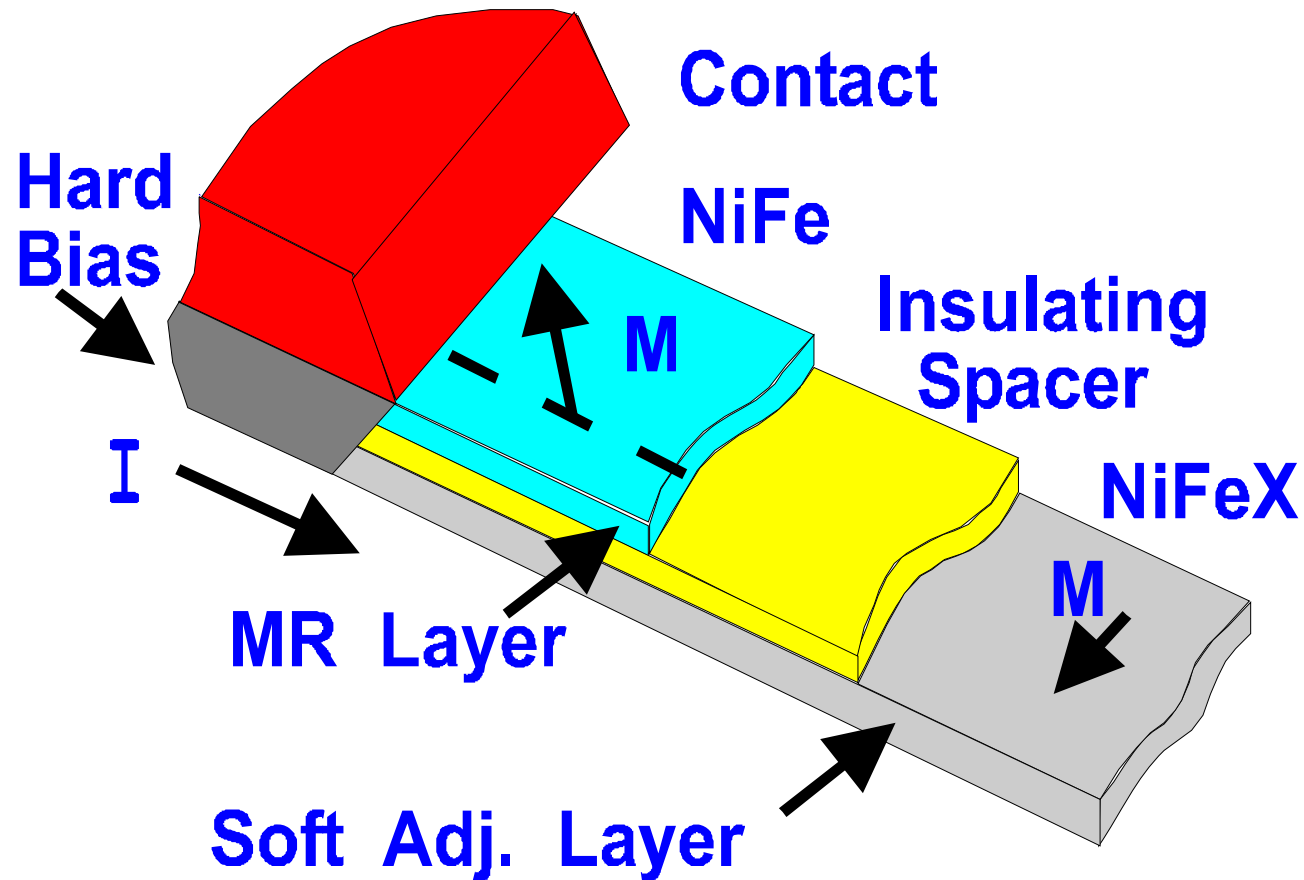 Contact
Hard
Bias
NiFe
M
Insulating
Spacer
I
NiFeX
M
MR Layer
Soft Adj. Layer